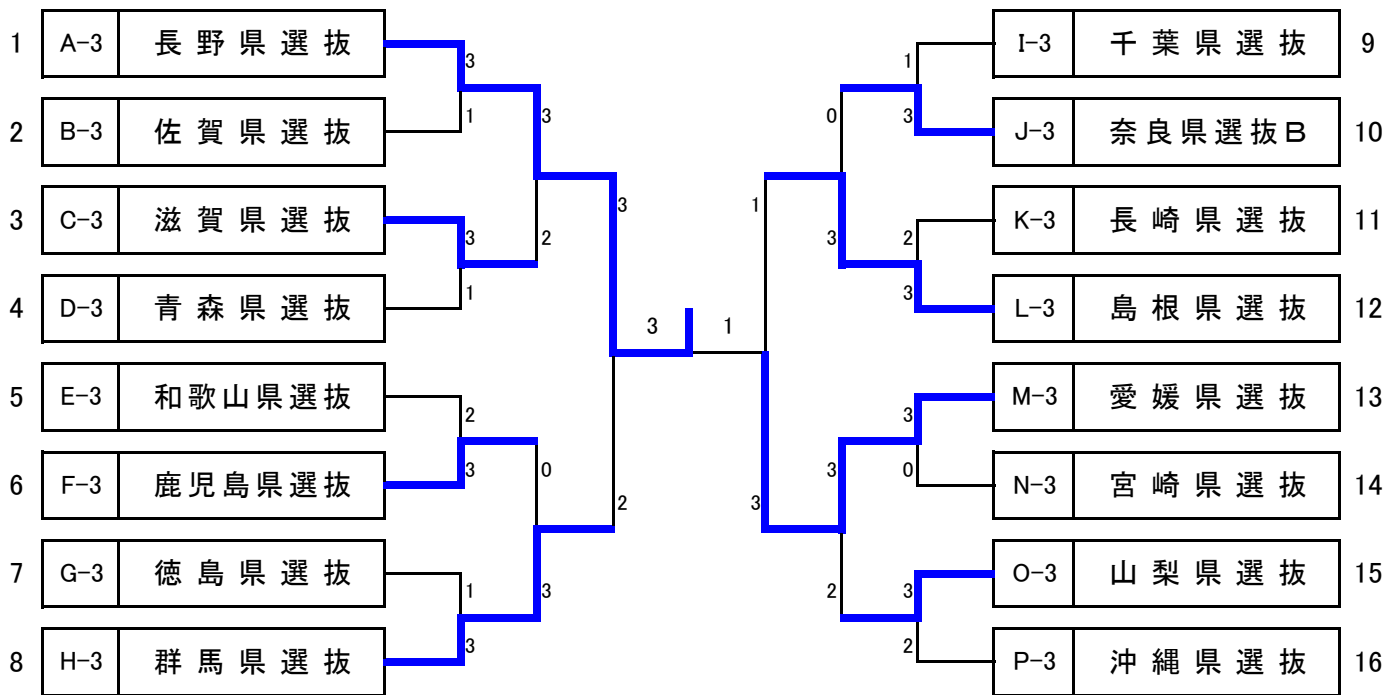 1 A-3 長野県選抜
2 B-3 佐賀県選抜
3 C-3 滋賀県選抜
4 D-3 青森県選抜
5 E-3 和歌山県選抜
6 F-3 鹿児島県選抜
7 G-3 徳島県選抜
8 H-3 群馬県選抜
3
1
3
1
2
3
1
3
3
2
0
3
3
2
3 1
1
3
0
3
3
2
1
3
2
3
3
0
3
2
I-3 千葉県選抜 9
J-3 奈良県選抜B 10
K-3 長崎県選抜 11
L-3 島根県選抜 12
M-3 愛媛県選抜 13
N-3 宮崎県選抜 14
O-3 山梨県選抜 15
P-3 沖縄県選抜 16